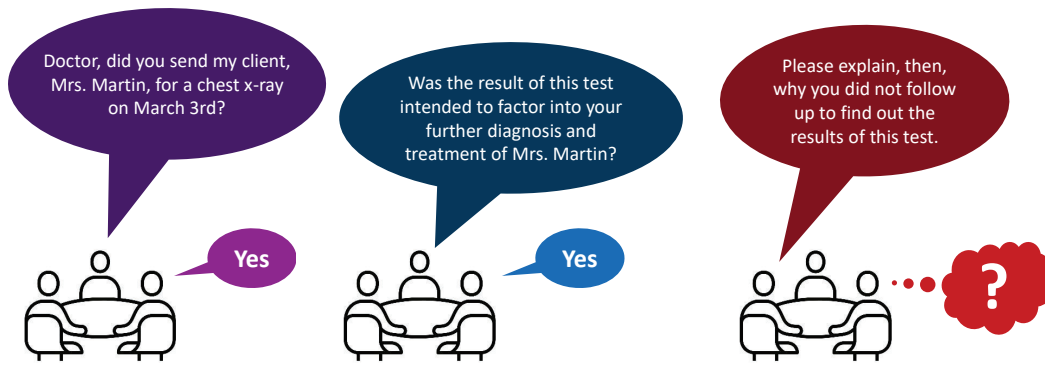 Doctor, did you send my client,
Mrs. Martin, for a chest x-ray
on March 3rd?
Yes
Was the result of this test
intended to factor into your
further diagnosis and
treatment of Mrs. Martin?
Yes
Please explain, then,
why you did not follow
up to find out the
results of this test.
?